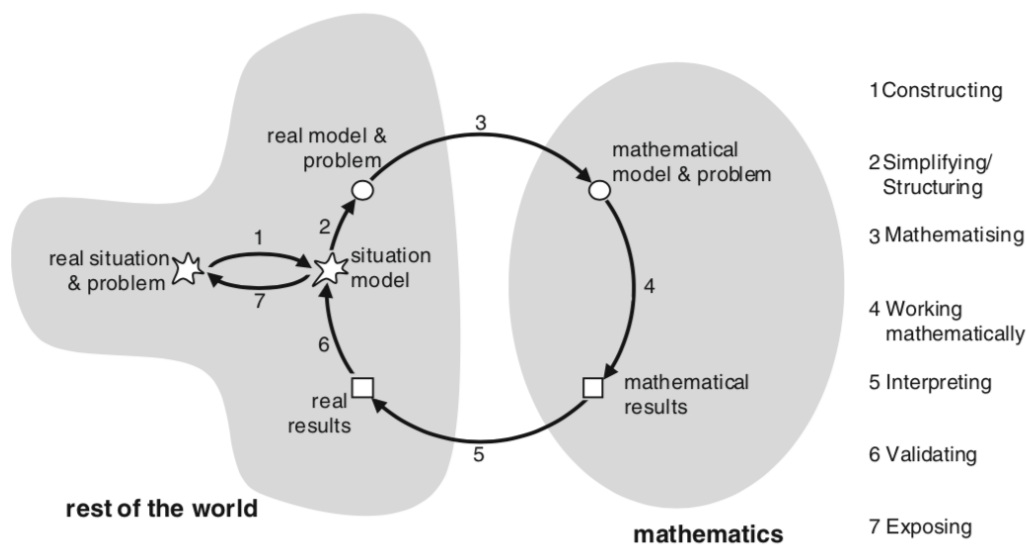 real model &
problem
3
mathematical
model & problem
2
1
real situation
& problem
situation
model
7
4
6
real
results
mathematical
results
5
rest of the world
mathematics
1 Constructing
2 Simplifying/
Structuring
3 Mathematising
4 Working
mathematically
5 Interpreting
6 Validating
7 Exposing